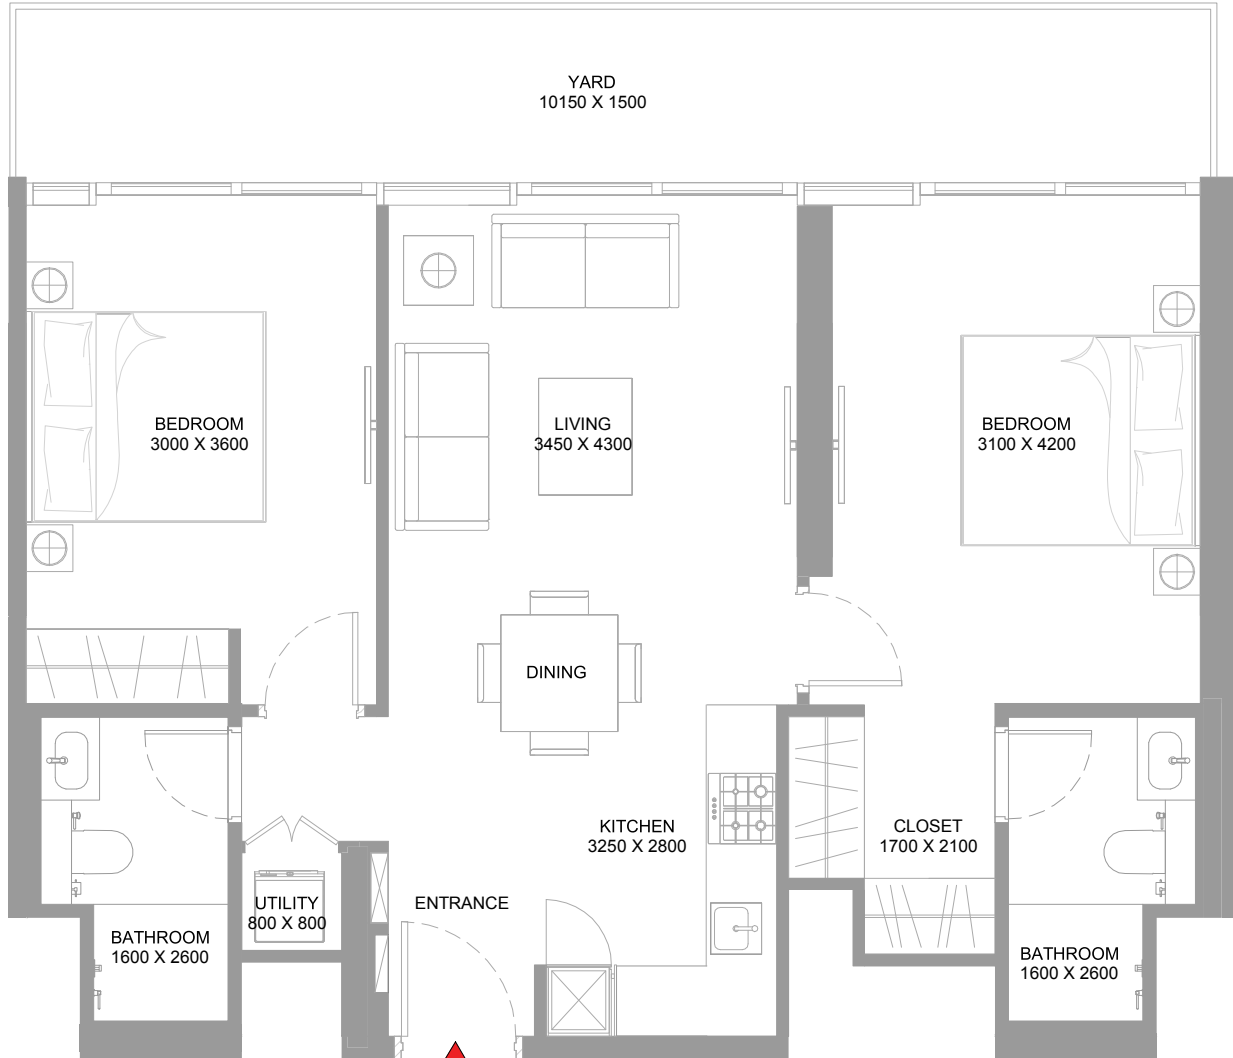 YARD
10150 X 1500
BEDROOM
3000 X 3600
LIVING
3450 X 4300
BEDROOM
3100 X 4200
DINING
KITCHEN
3250 X 2800
CLOSET
1700 X 2100
ENTRANCE
UTILITY
800 X 800
BATHROOM
1600 X 2600
BATHROOM
1600 X 2600